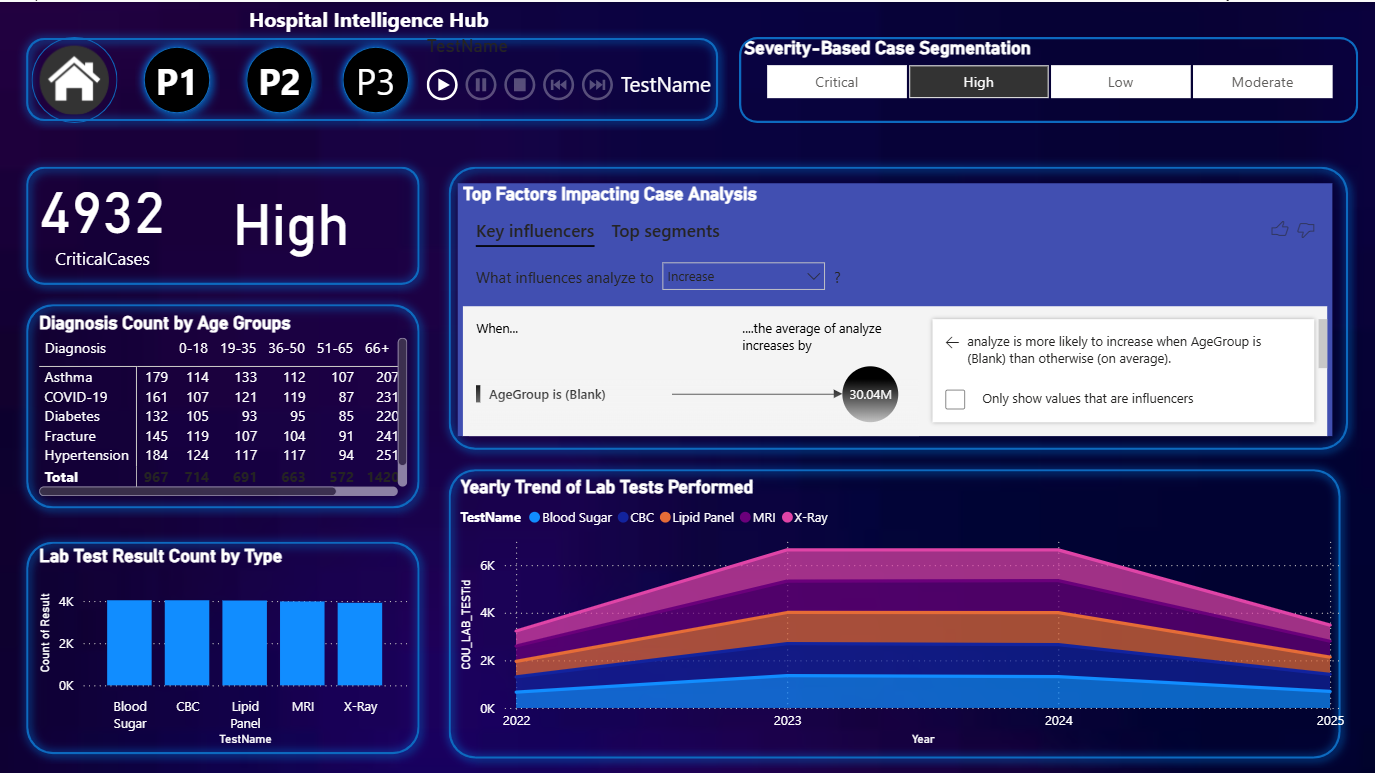 Hospital Intelligence Hub
TestName
P1 P2 P3 TestName
Severity-Based Case Segmentation
Critical High Low Moderate
4932 High
CriticalCases
Diagnosis Count by Age Groups
Diagnosis 0-18 19-35 36-50 51-65 66+
Asthma 179 114 133 112 107 207
COVID-19 161 107 121 119 87 231
Diabetes 132 105 93 95 85 220
Fracture 145 119 107 104 91 241
Hypertension 184 124 117 117 94 251
Total 967 714 691 663 572 1420
Lab Test Result Count by Type
Count of Result
4K
2K
0K
Blood Sugar
CBC
Lipid Panel
MRI
X-Ray
TestName
Top Factors Impacting Case Analysis
Key influencers Top segments
What influences analyze to Increase ?
When...
....the average of analyze
increases by
AgeGroup is (Blank) 30.04M
analyze is more likely to increase when AgeGroup is
(Blank) than otherwise (on average).
Only show values that are influencers
Yearly Trend of Lab Tests Performed
TestName Blood Sugar CBC Lipid Panel MRI X-Ray
COU_LAB_TESTid
6K
4K
2K
0K
2022 2023 2024 2025
Year